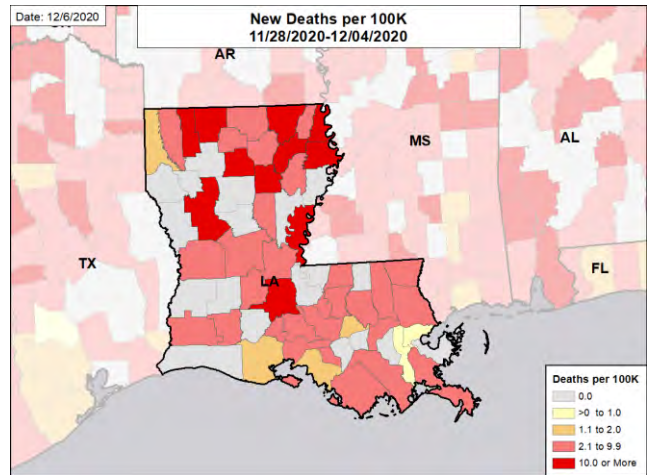 Date: 12/6/2020
New Deaths per 100K
11/28/2020-12/04/2020
AR
MS
AL
TX
LA
FL
Deaths per 100K
0.0
>0 to 1.0
1.1 to 2.0
2.1 to 9.9
10.0 or More